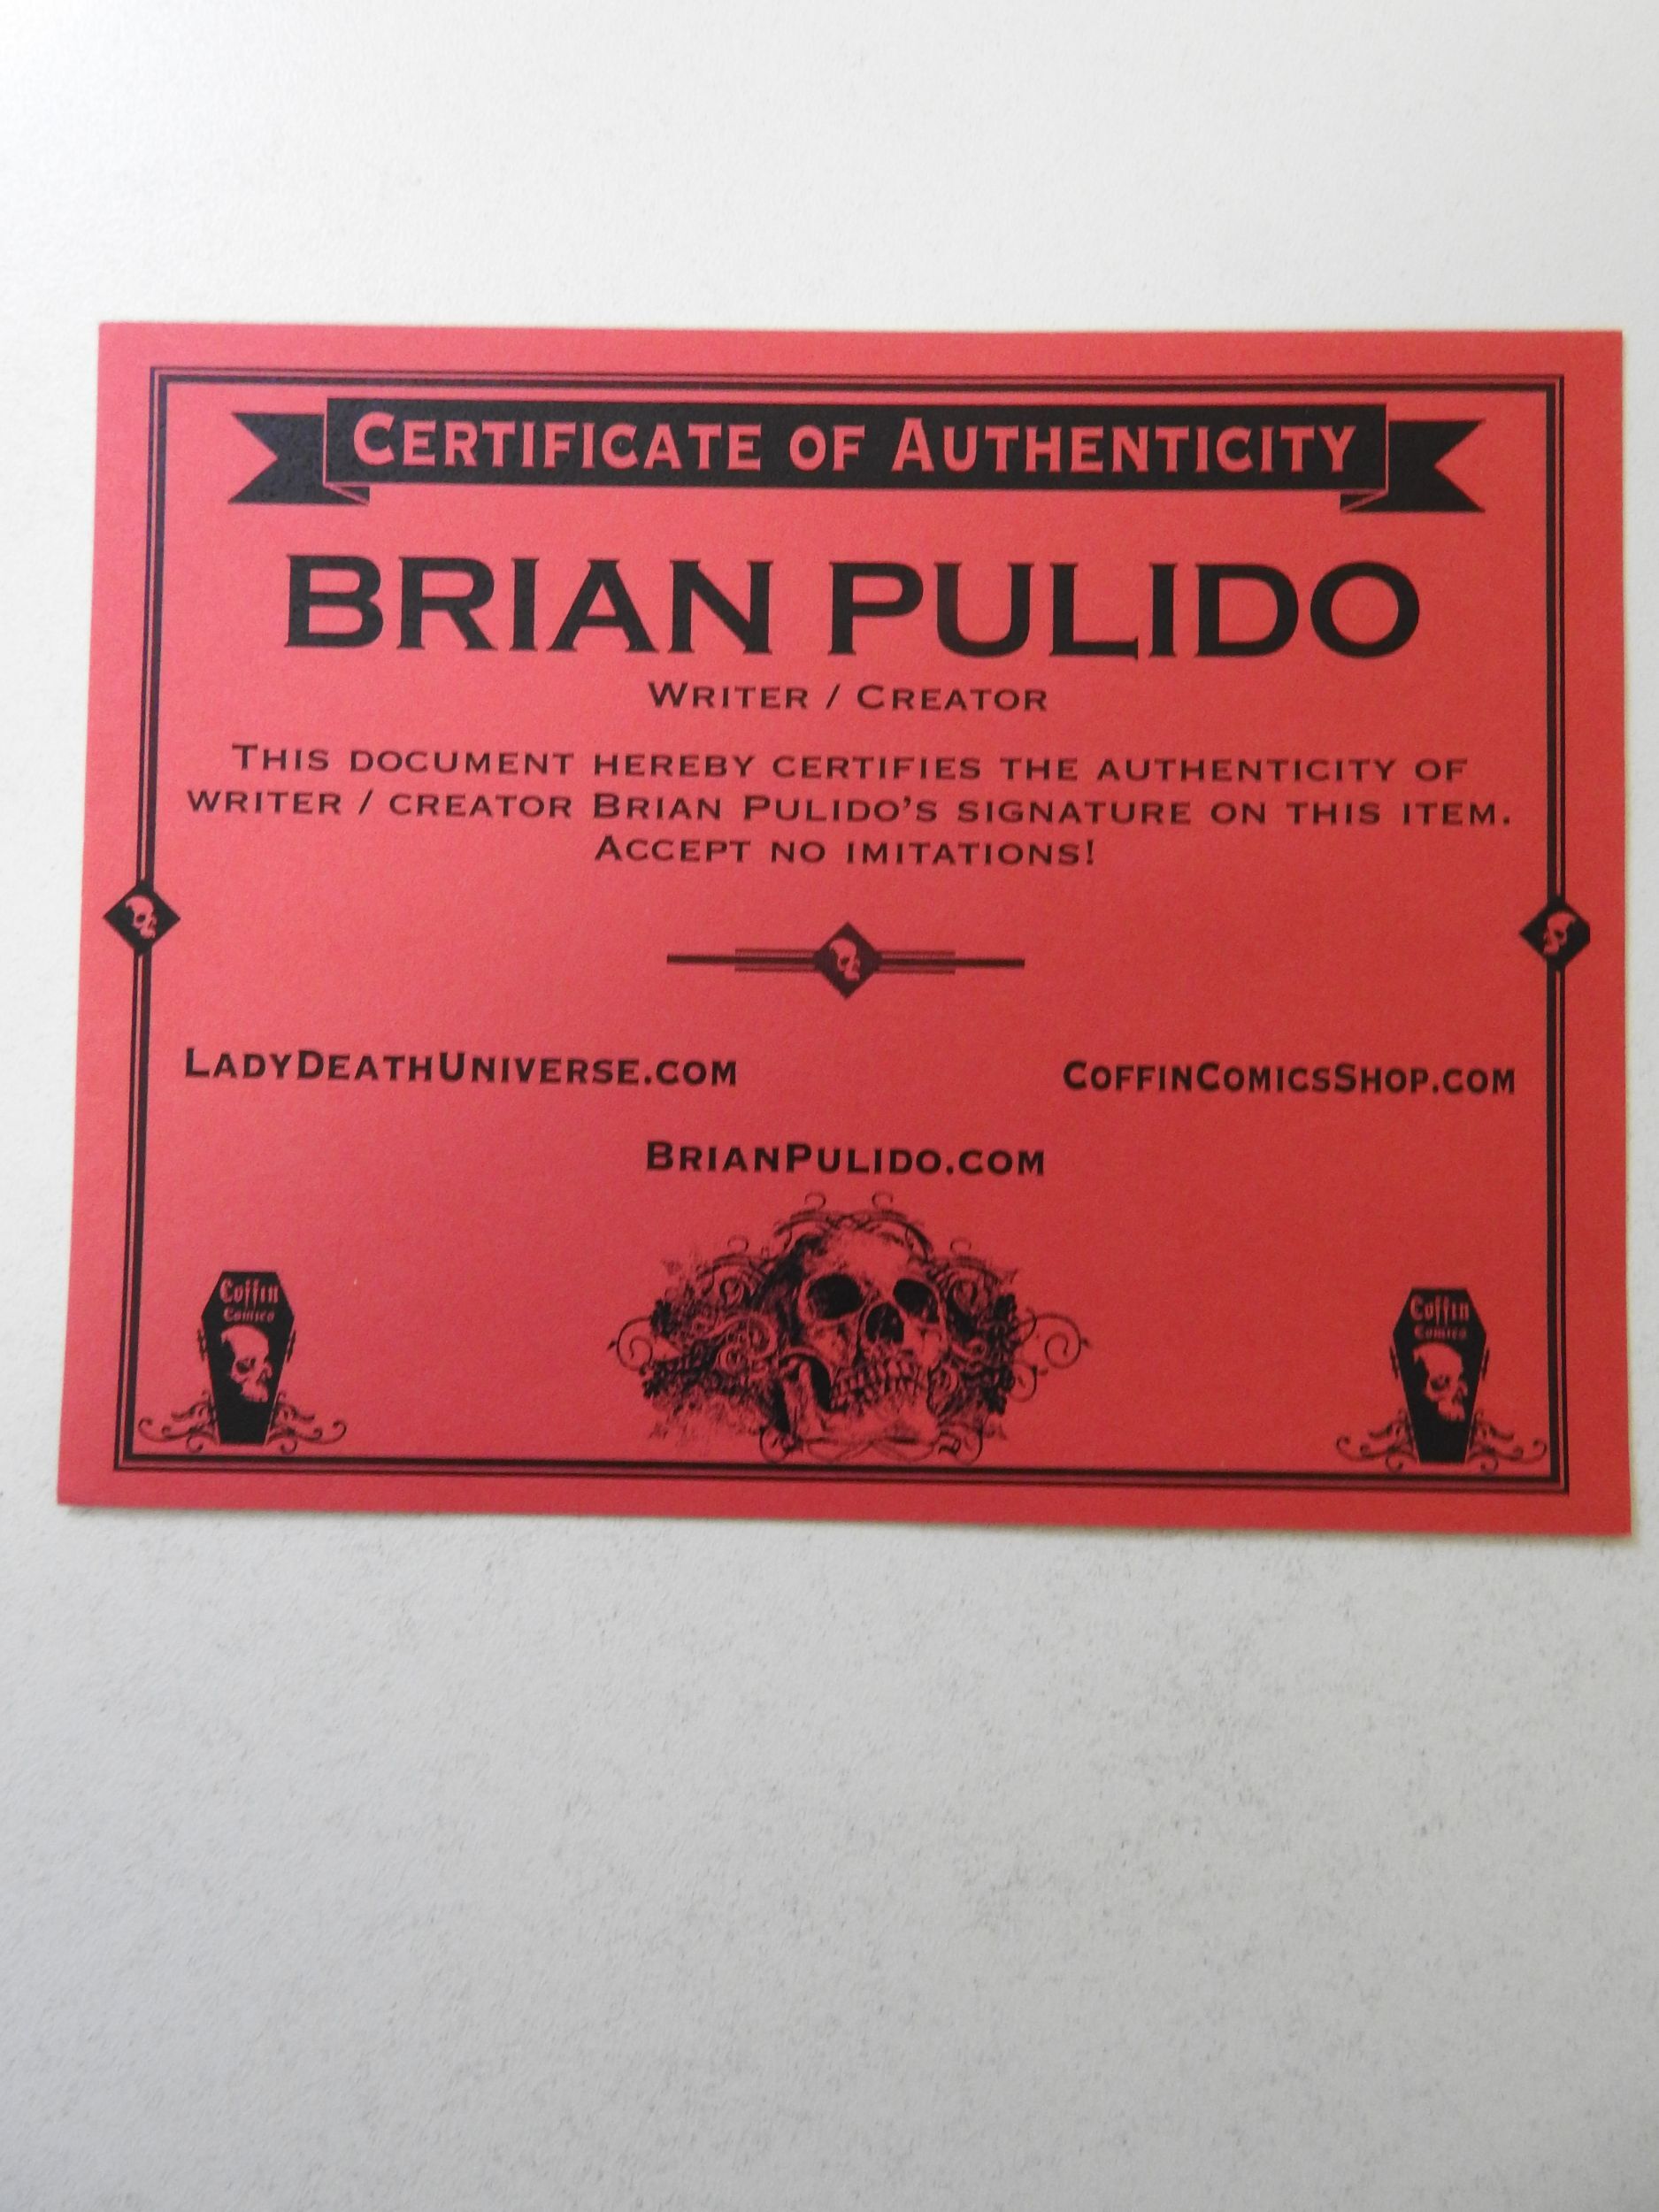 Certificate of Authenticity
BRIAN PULIDO
Writer / Creator
This document hereby certifies the authenticity of
writer / creator Brian Pulido's signature on this item.
Accept no imitations!
LadyDeathUniverse.com
CoffinComicsShop.com
BrianPulido.com
Coffin
Comics
Coffin
Comics